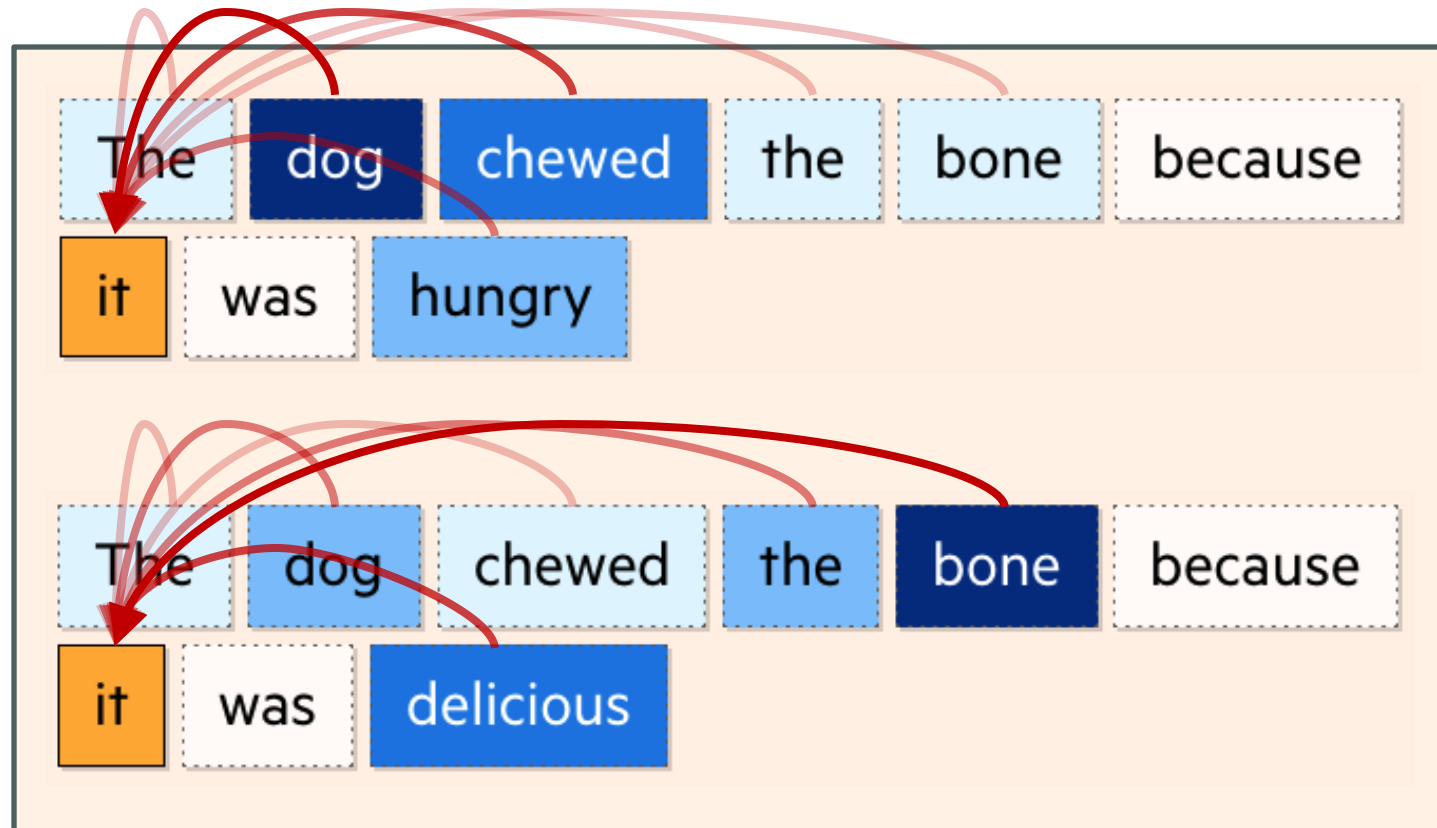 The dog chewed the bone because
it was hungry
The dog chewed the bone because
it was delicious